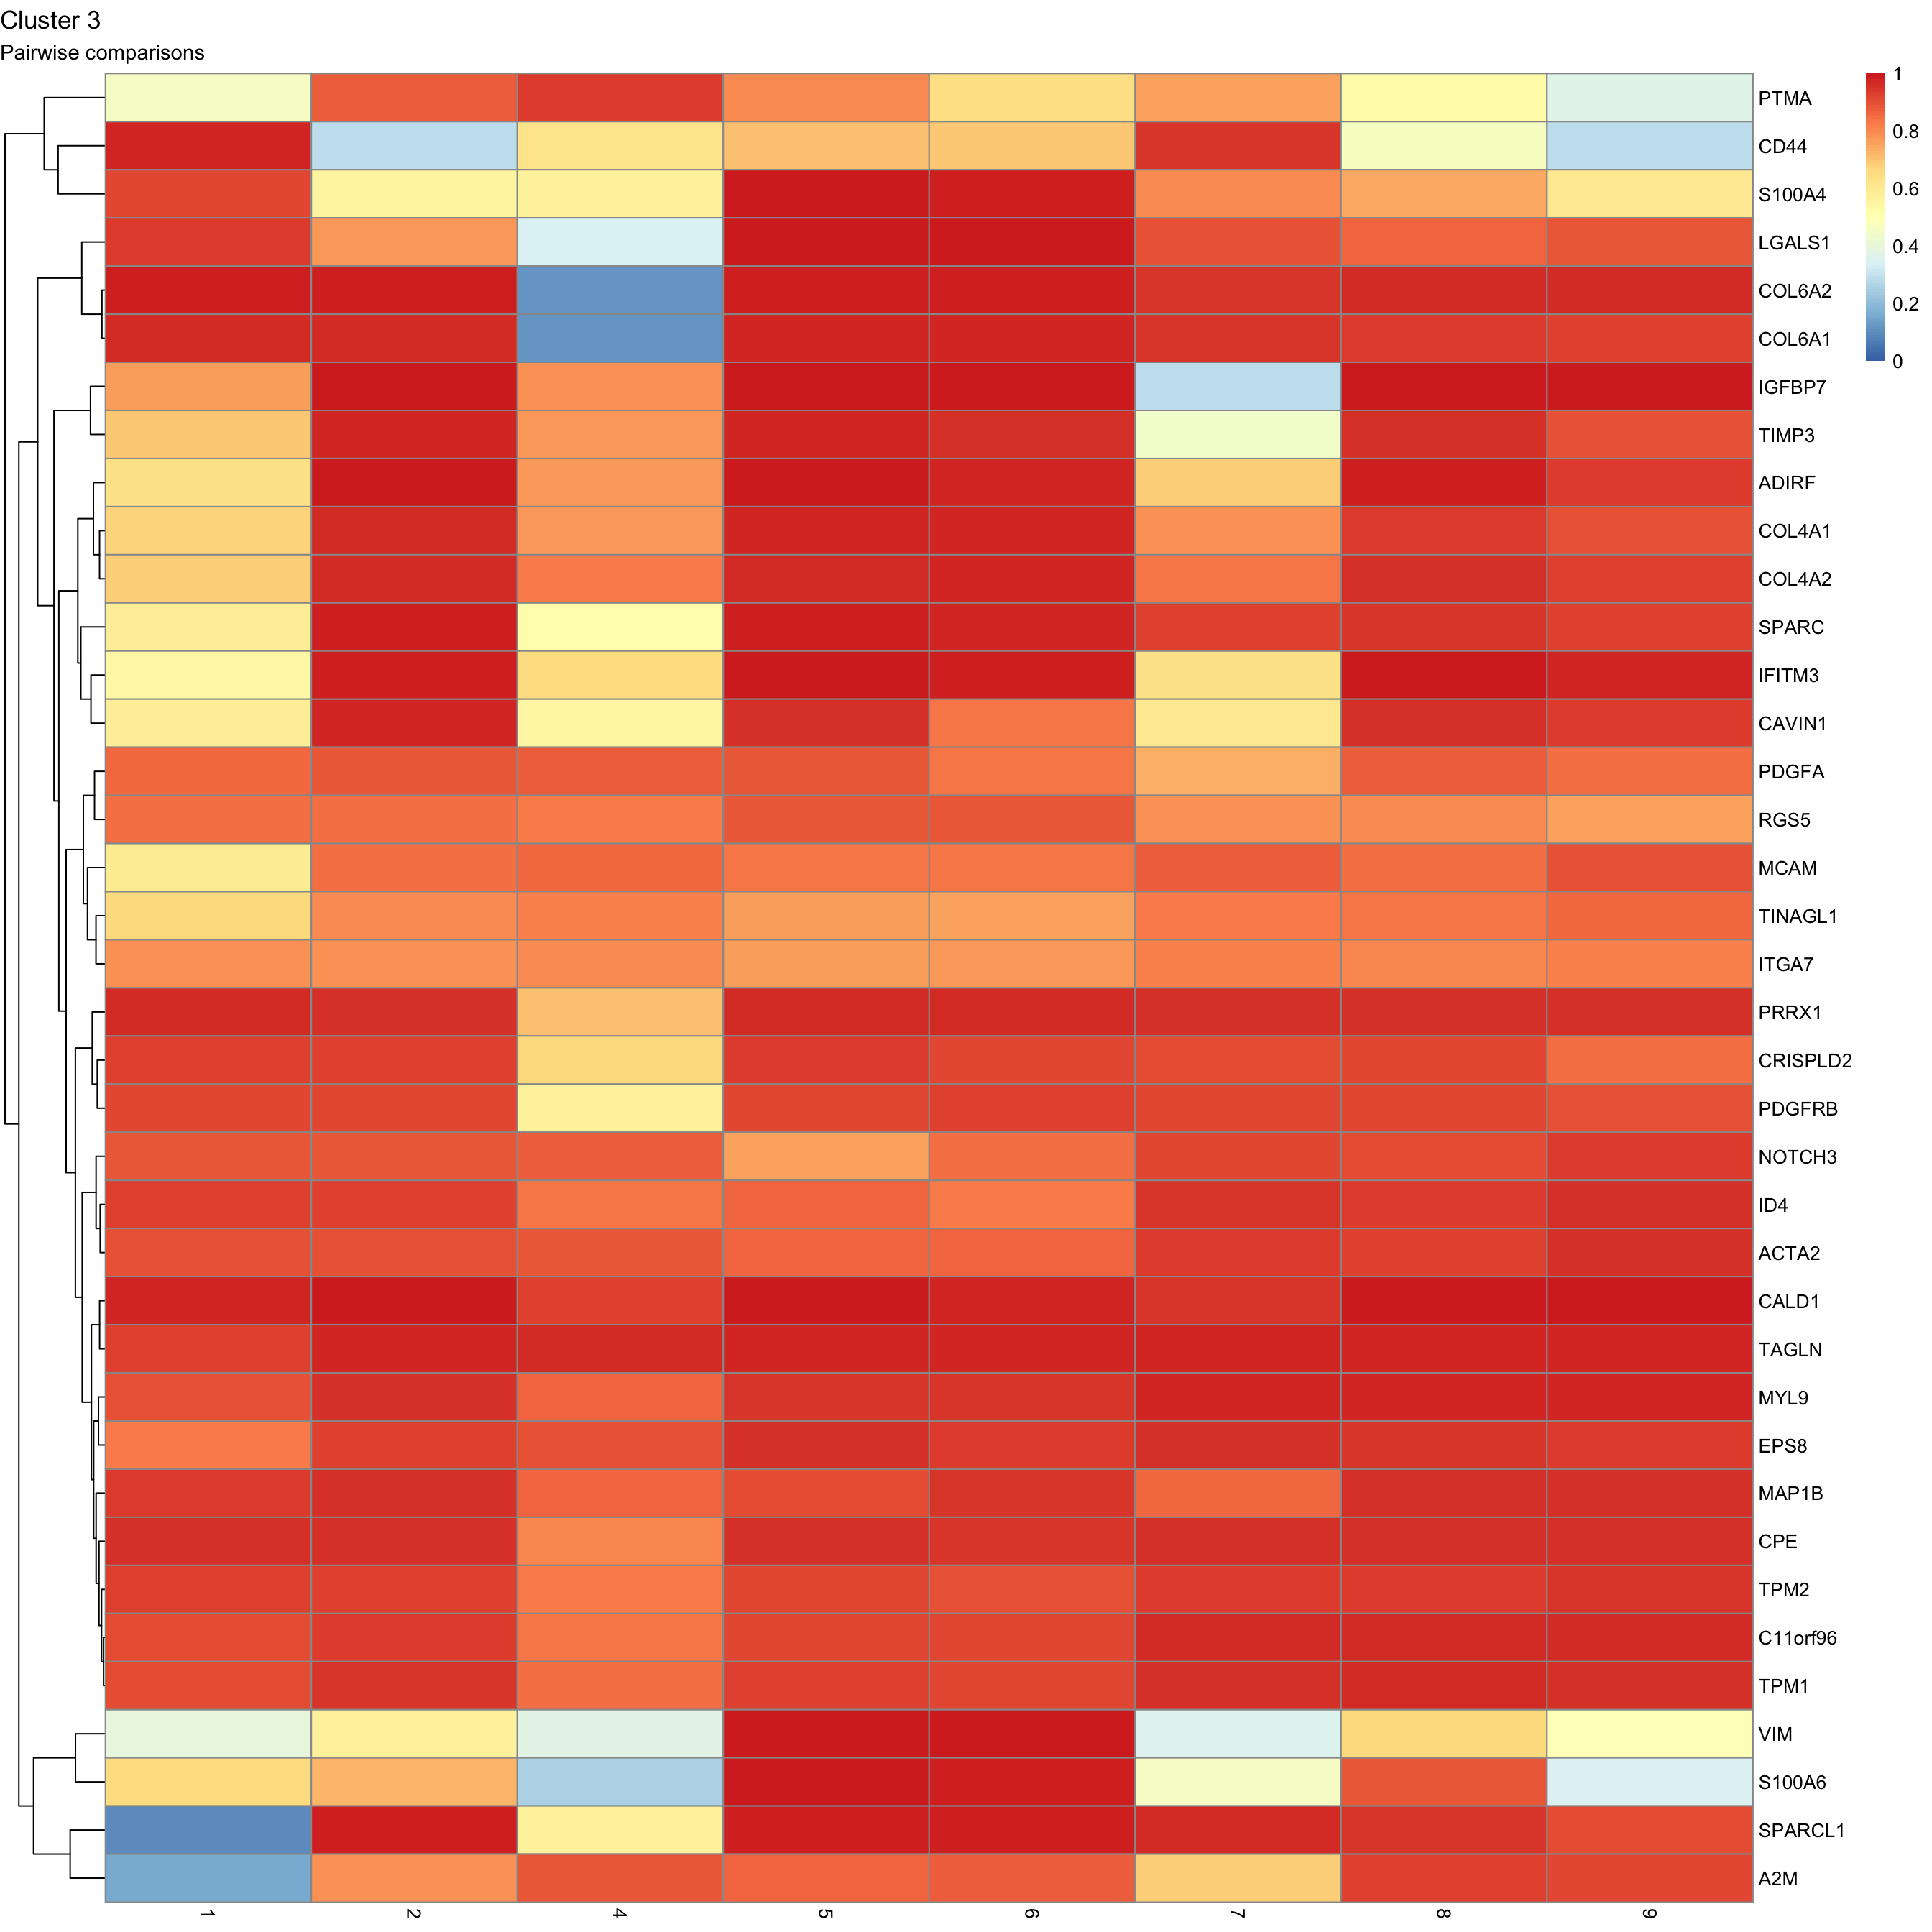 Cluster 3
Pairwise comparisons
1
0.8
0.6
0.4
0.2
0
PTMA
CD44
S100A4
LGALS1
COL6A2
COL6A1
IGFBP7
TIMP3
ADIRF
COL4A1
COL4A2
SPARC
IFITM3
CAVIN1
PDGFA
RGS5
MCAM
TINAGL1
ITGA7
PRRX1
CRISPLD2
PDGFRB
NOTCH3
ID4
ACTA2
CALD1
TAGLN
MYL9
EPS8
MAP1B
CPE
TPM2
C11orf96
TPM1
VIM
S100A6
SPARCL1
A2M
1 2 4 5 6 7 8 9